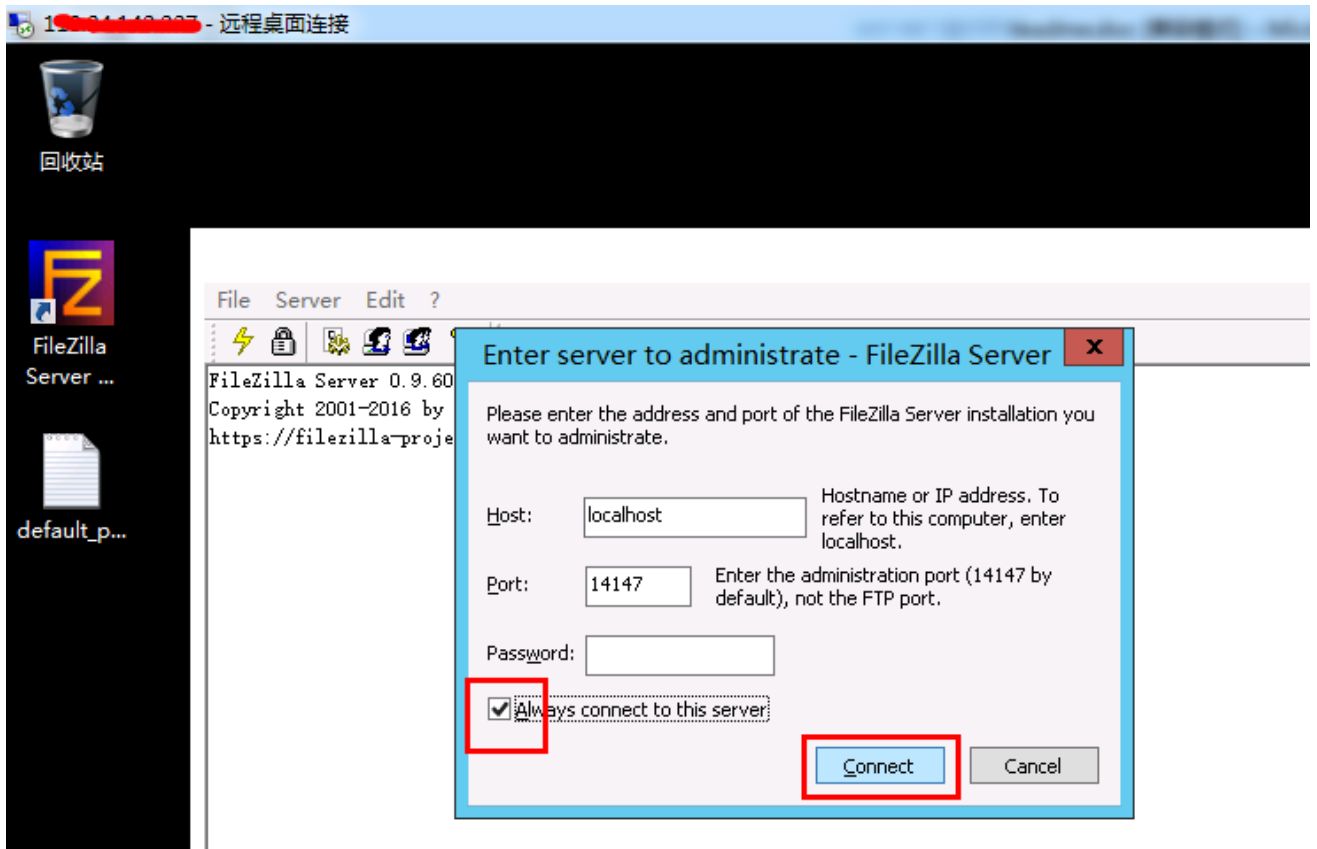 - 远程桌面连接
回收站
FileZilla
Server ...
default_p...
File Server Edit ?
FileZilla Server 0.9.60
Copyright 2001-2016 by
https://filezilla-proje
Enter server to administrate - FileZilla Server
x
Please enter the address and port of the FileZilla Server installation you
want to administrate.
Host:
localhost
Hostname or IP address. To
refer to this computer, enter
localhost.
Port:
14147
Enter the administration port (14147 by
default), not the FTP port.
Password:
Always connect to this server
Connect
Cancel